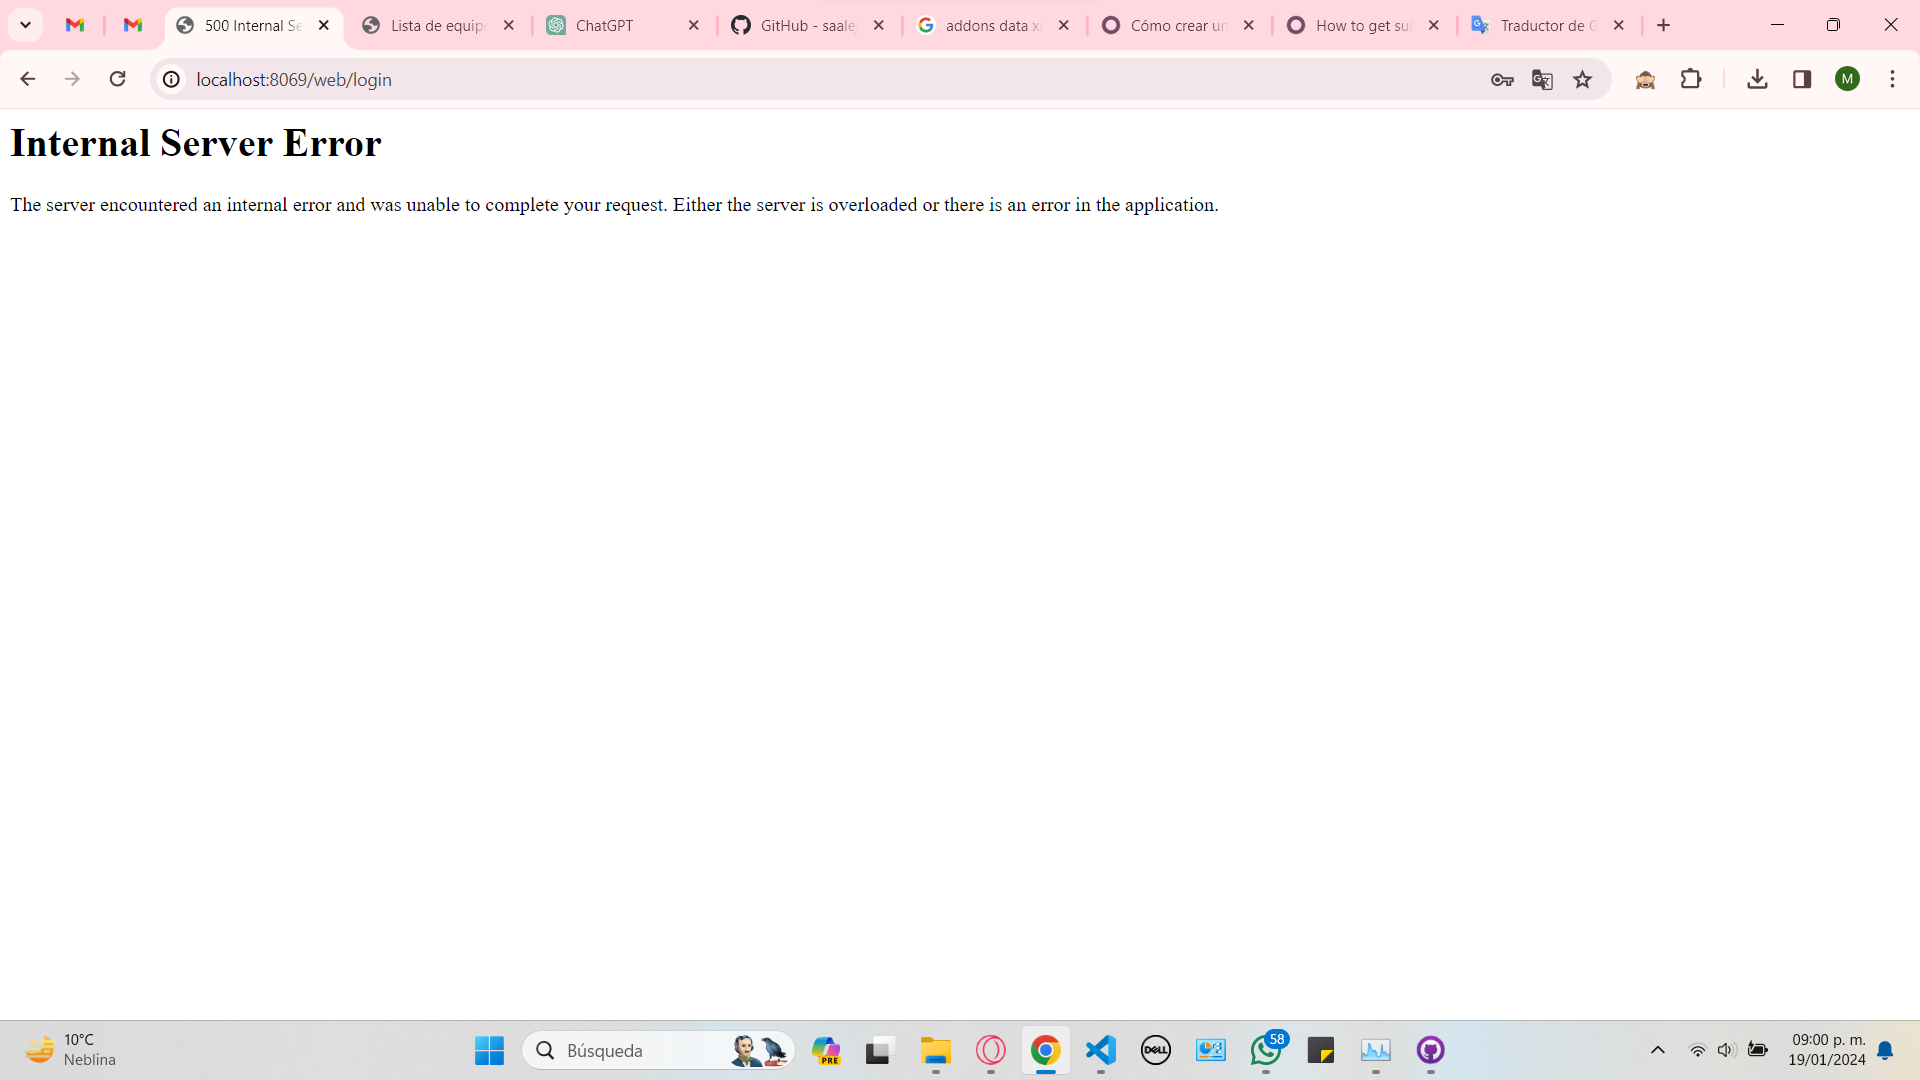 500 Internal Se
Lista de equip
ChatGPT
GitHub - saale
addons data x
Cómo crear un
How to get su
Traductor de G
localhost:8069/web/login
M
Internal Server Error
The server encountered an internal error and was unable to complete your request. Either the server is overloaded or there is an error in the application.
10°C
Neblina
Búsqueda
PRE
DELL
58
09:00 p. m.
19/01/2024